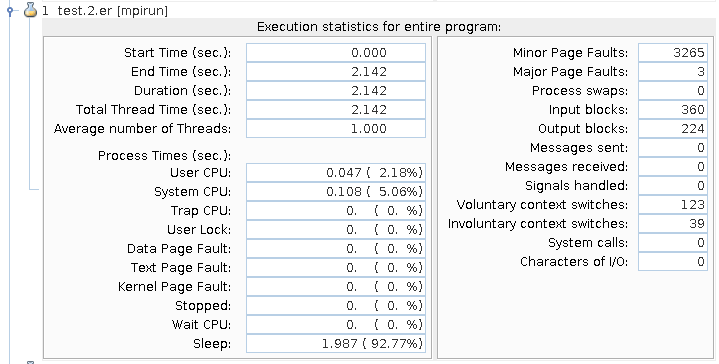 1 test.2.er [mpirun]
Execution statistics for entire program:
Start Time (sec.): 0.000
End Time (sec.): 2.142
Duration (sec.): 2.142
Total Thread Time (sec.): 2.142
Average number of Threads: 1.000
Process Times (sec.):
User CPU: 0.047 ( 2.18%)
System CPU: 0.108 ( 5.06%)
Trap CPU: 0. ( 0. %)
User Lock: 0. ( 0. %)
Data Page Fault: 0. ( 0. %)
Text Page Fault: 0. ( 0. %)
Kernel Page Fault: 0. ( 0. %)
Stopped: 0. ( 0. %)
Wait CPU: 0. ( 0. %)
Sleep: 1.987 ( 92.77%)
Minor Page Faults: 3265
Major Page Faults: 3
Process swaps: 0
Input blocks: 360
Output blocks: 224
Messages sent: 0
Messages received: 0
Signals handled: 0
Voluntary context switches: 123
Involuntary context switches: 39
System calls: 0
Characters of I/O: 0